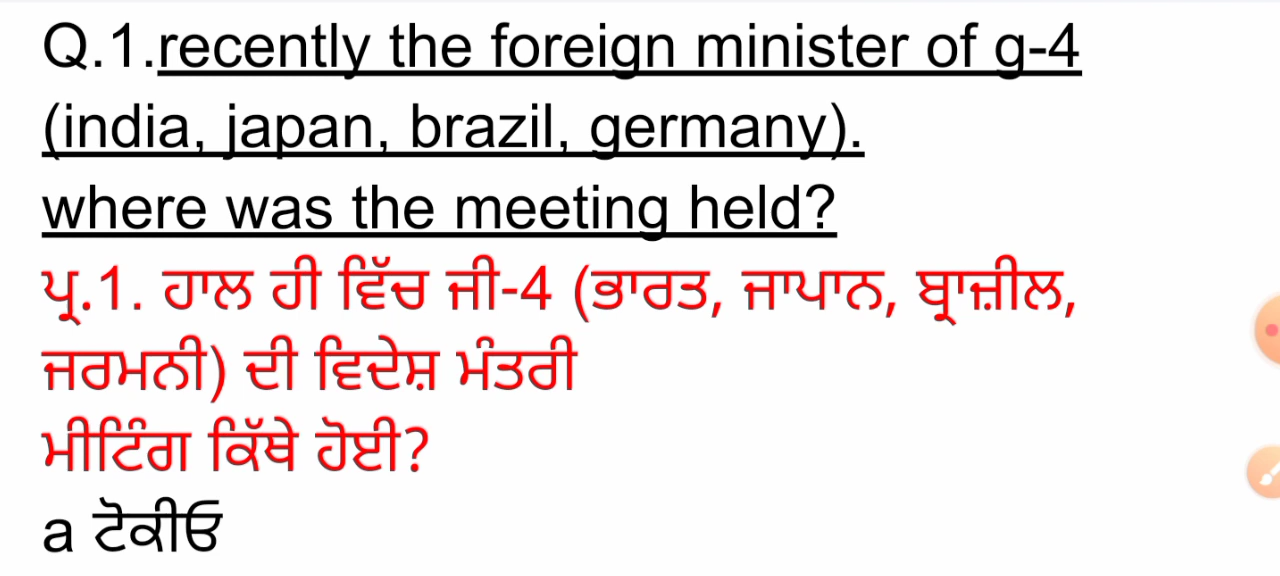 Q.1.recently the foreign minister of g-4
(india, japan, brazil, germany).
where was the meeting held?
ਪ੍ਰ.1. ਹਾਲ ਹੀ ਵਿੱਚ ਜੀ-4 (ਭਾਰਤ, ਜਾਪਾਨ, ਬ੍ਰਾਜ਼ੀਲ,
ਜਰਮਨੀ) ਦੀ ਵਿਦੇਸ਼ ਮੰਤਰੀ
ਮੀਟਿੰਗ ਕਿੱਥੇ ਹੋਈ?
a ਟੋਕੀਓ